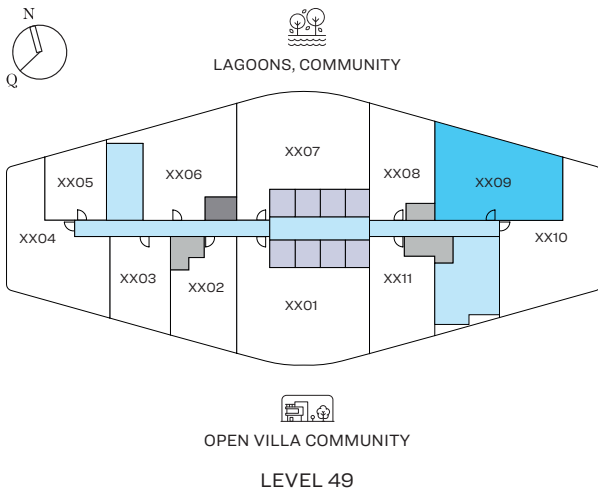 N
Q
LAGOONS, COMMUNITY
XX07
XX06
XX08
XX05
XX09
XX04
XX10
XX03
XX02
XX01
XX11
OPEN VILLA COMMUNITY
LEVEL 49